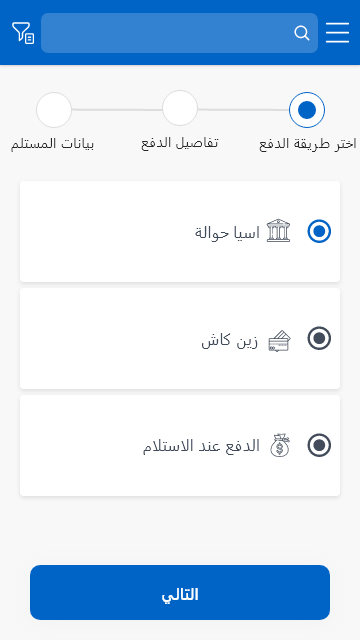 اختر طريقة الدفع
تفاصيل الدفع
بيانات المستلم
اسيا حوالة
زين كاش
الدفع عند الاستلام
التالي